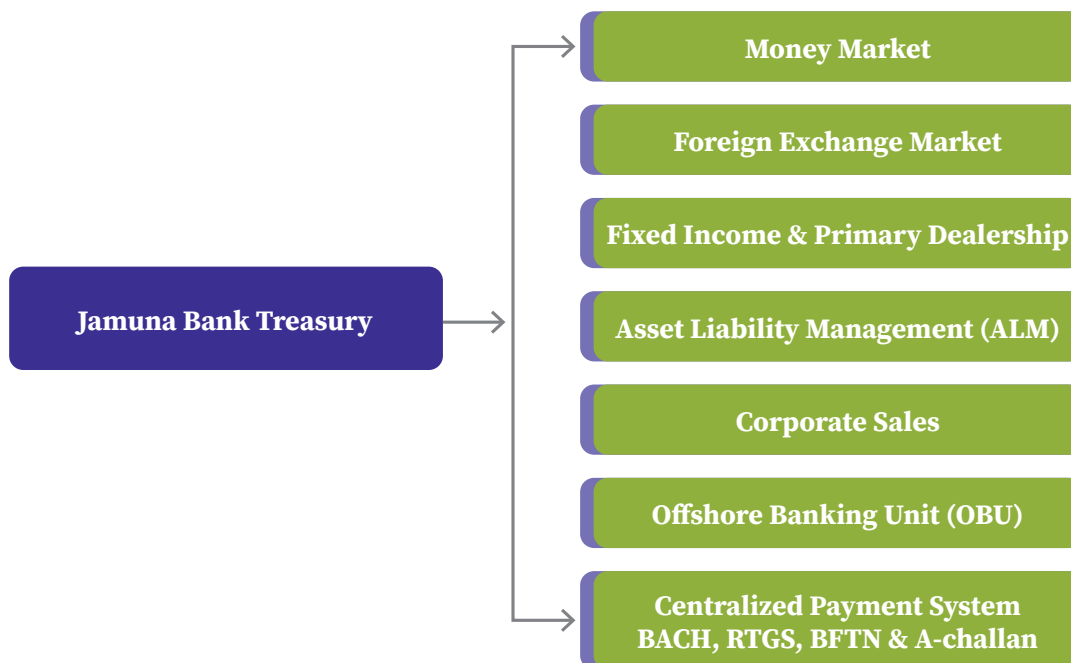 Jamuna Bank Treasury
Money Market
Foreign Exchange Market
Fixed Income & Primary Dealership
Asset Liability Management (ALM)
Corporate Sales
Offshore Banking Unit (OBU)
Centralized Payment System
BACH, RTGS, BFTN & A-challan